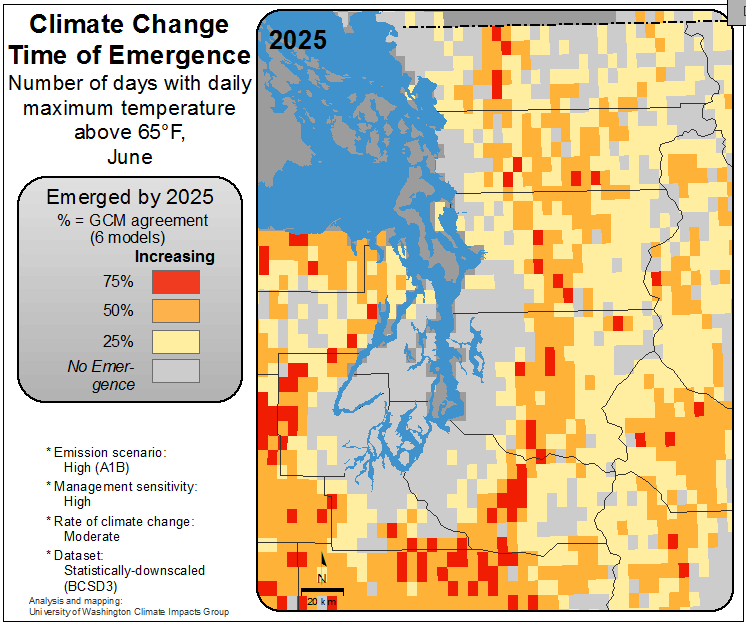 Climate Change
Time of Emergence
Number of days with daily
maximum temperature
above 65°F,
June
2025
Emerged by 2025
% = GCM agreement
(6 models)
Increasing
75%
50%
25%
No Emer-
gence
* Emission scenario:
High (A1B)
* Management sensitivity:
High
* Rate of climate change:
Moderate
* Dataset:
Statistically-downscaled
(BCSD3)
Analysis and mapping:
University of Washington Climate Impacts Group
N
20 km